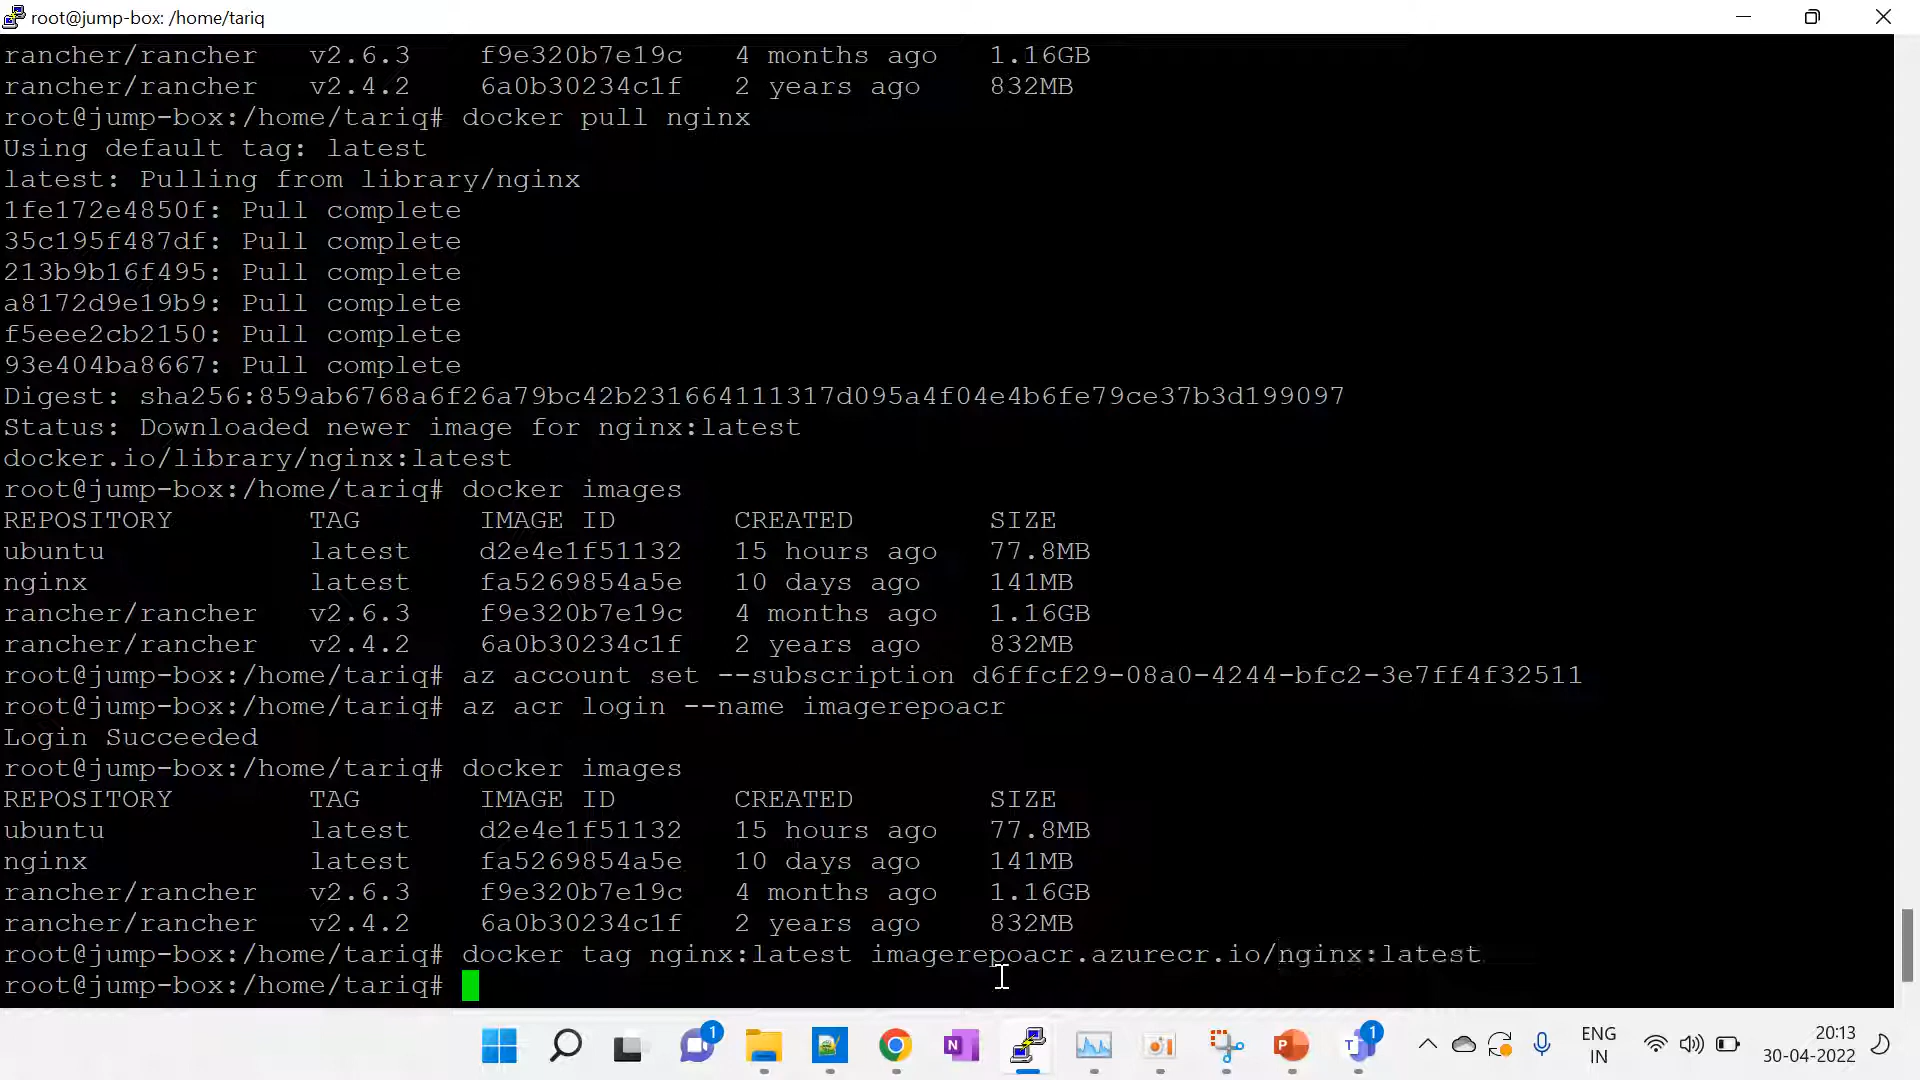 root@jump-box: /home/tariq
rancher/rancher v2.6.3 f9e320b7e19c 4 months ago 1.16GB
rancher/rancher v2.4.2 6a0b30234c1f 2 years ago 832MB
root@jump-box:/home/tariq# docker pull nginx
Using default tag: latest
latest: Pulling from library/nginx
1fe172e4850f: Pull complete
35c195f487df: Pull complete
213b9b16f495: Pull complete
a8172d9e19b9: Pull complete
f5eee2cb2150: Pull complete
93e404ba8667: Pull complete
Digest: sha256:859ab6768a6f26a79bc42b231664111317d095a4f04e4b6fe79ce37b3d199097
Status: Downloaded newer image for nginx:latest
docker.io/library/nginx:latest
root@jump-box:/home/tariq# docker images
REPOSITORY TAG IMAGE ID CREATED SIZE
ubuntu latest d2e4e1f51132 15 hours ago 77.8MB
nginx latest fa5269854a5e 10 days ago 141MB
rancher/rancher v2.6.3 f9e320b7e19c 4 months ago 1.16GB
rancher/rancher v2.4.2 6a0b30234c1f 2 years ago 832MB
root@jump-box:/home/tariq# az account set --subscription d6ffcf29-08a0-4244-bfc2-3e7ff4f32511
root@jump-box:/home/tariq# az acr login --name imagerepoacr
Login Succeeded
root@jump-box:/home/tariq# docker images
REPOSITORY TAG IMAGE ID CREATED SIZE
ubuntu latest d2e4e1f51132 15 hours ago 77.8MB
nginx latest fa5269854a5e 10 days ago 141MB
rancher/rancher v2.6.3 f9e320b7e19c 4 months ago 1.16GB
rancher/rancher v2.4.2 6a0b30234c1f 2 years ago 832MB
root@jump-box:/home/tariq# docker tag nginx:latest imagerepoacr.azurecr.io/nginx:latest
root@jump-box:/home/tariq#
1
N
P
T
1
ENG
IN
20:13
30-04-2022